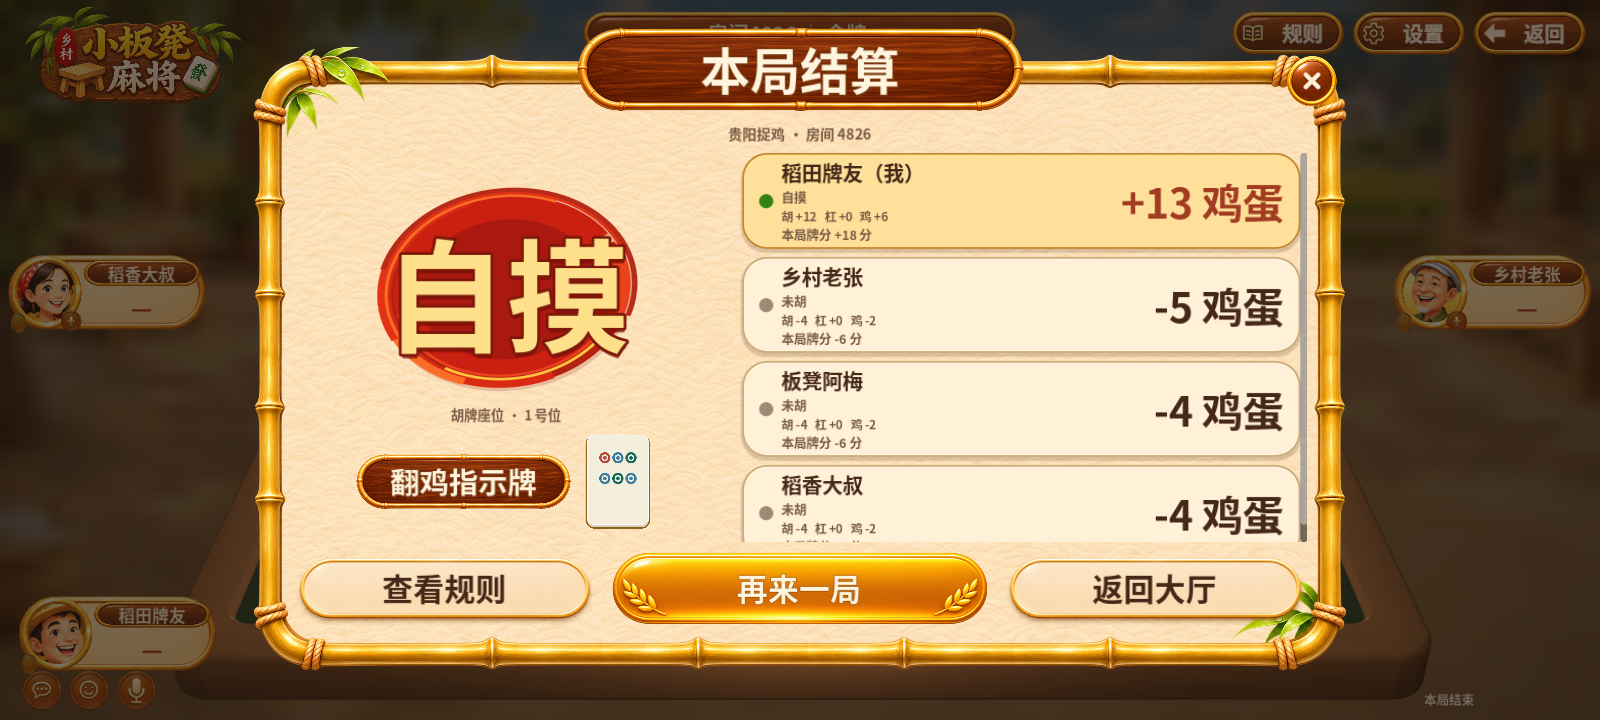 乡村
小板凳
麻将
發
规则
设置
返回
本局结算
贵阳捉鸡 · 房间 4826
自摸
胡牌座位 · 1号位
翻鸡指示牌
稻田牌友（我）
自摸
胡+12 杠+0 鸡+6
本局牌分 +18 分
+13 鸡蛋
乡村老张
未胡
胡-4 杠+0 鸡-2
本局牌分 -6 分
-5 鸡蛋
板凳阿梅
未胡
胡-4 杠+0 鸡-2
本局牌分 -6 分
-4 鸡蛋
稻香大叔
未胡
胡-4 杠+0 鸡-2
-4 鸡蛋
查看规则
再来一局
返回大厅
稻香大叔
—
乡村老张
—
稻田牌友
—
本局结束